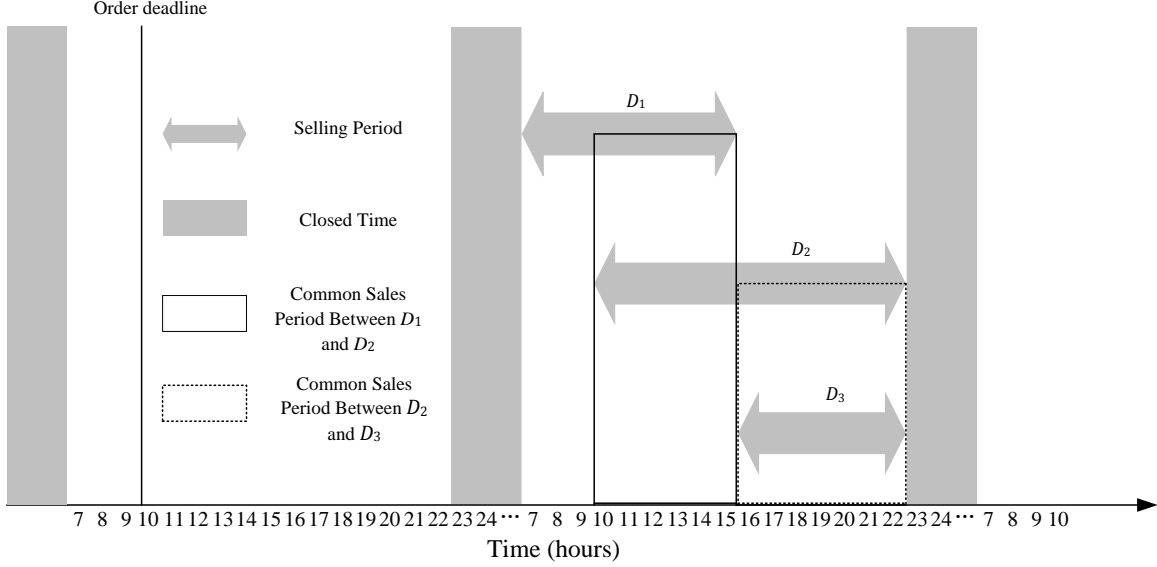 Order deadline
D1
Selling Period
Closed Time
D2
Common Sales
Period Between D1
and D2
Common Sales
Period Between D2
and D3
D3
7 8 9 10 11 12 13 14 15 16 17 18 19 20 21 22 23 24 ··· 7 8 9 10 11 12 13 14 15 16 17 18 19 20 21 22 23 24 ··· 7 8 9 10
Time (hours)